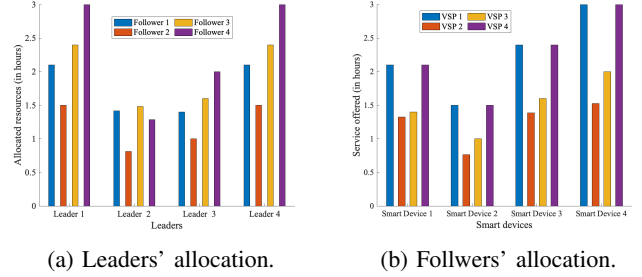 Allocated resources (in hours)
3
2.5
2
1.5
1
0.5
0
Follower 1
Follower 3
Follower 2
Follower 4
Leader 1
Leader 2
Leader 3
Leader 4
Leaders
(a) Leaders' allocation.
Service offered (in hours)
3
2.5
2
1.5
1
0.5
0
VSP 1
VSP 3
VSP 2
VSP 4
Smart Device 1
Smart Device 2
Smart Device 3
Smart Device 4
Smart devices
(b) Follwers' allocation.